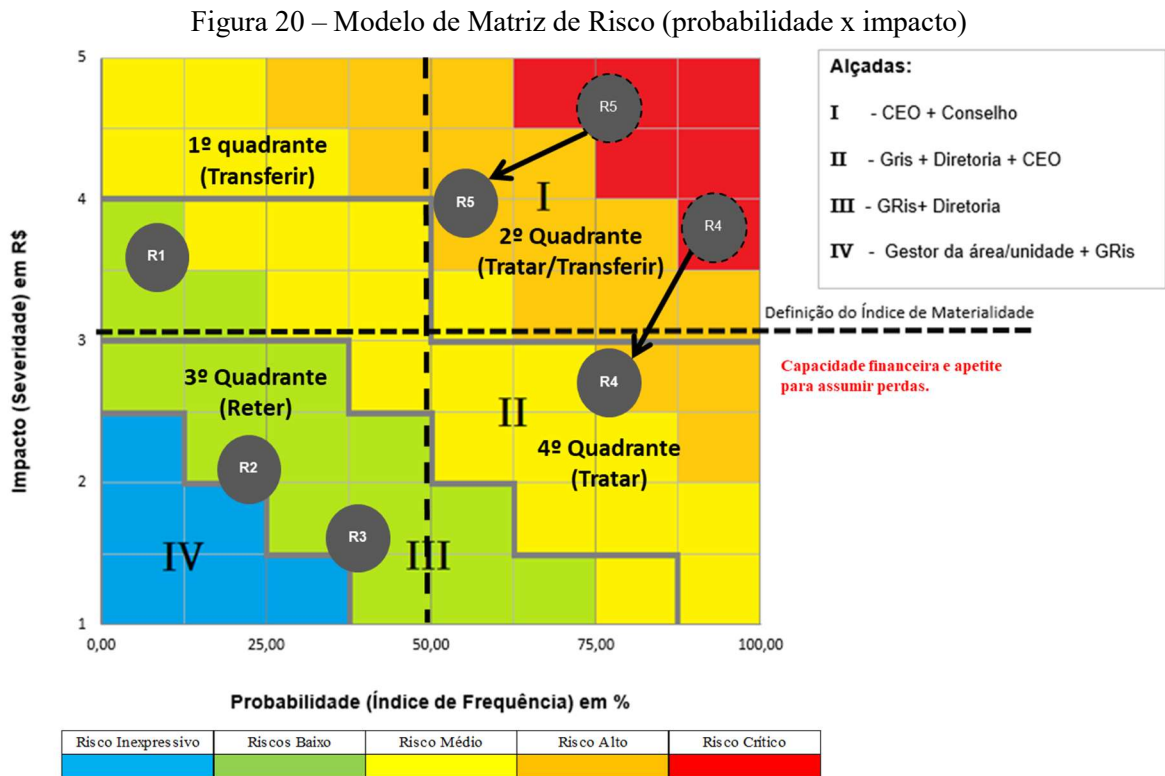 Figura 20 – Modelo de Matriz de Risco (probabilidade x impacto)
Impacto (Severidade) em R$
5
4
3
2
1
1º quadrante
(Transferir)
R5
R5
I
2º Quadrante
(Tratar/Transferir)
R4
R1
3º Quadrante
(Reter)
R4
II
4º Quadrante
(Tratar)
R2
R3
IV
III
0,00
25,00
50,00
75,00
100,00
Probabilidade (Índice de Frequência) em %
Alçadas:
I - CEO + Conselho
II - Gris + Diretoria + CEO
III - GRis+ Diretoria
IV - Gestor da área/unidade + GRis
Definição do Índice de Materialidade
Capacidade financeira e apetite
para assumir perdas.
Risco Inexpressivo Riscos Baixo Risco Médio Risco Alto Risco Crítico